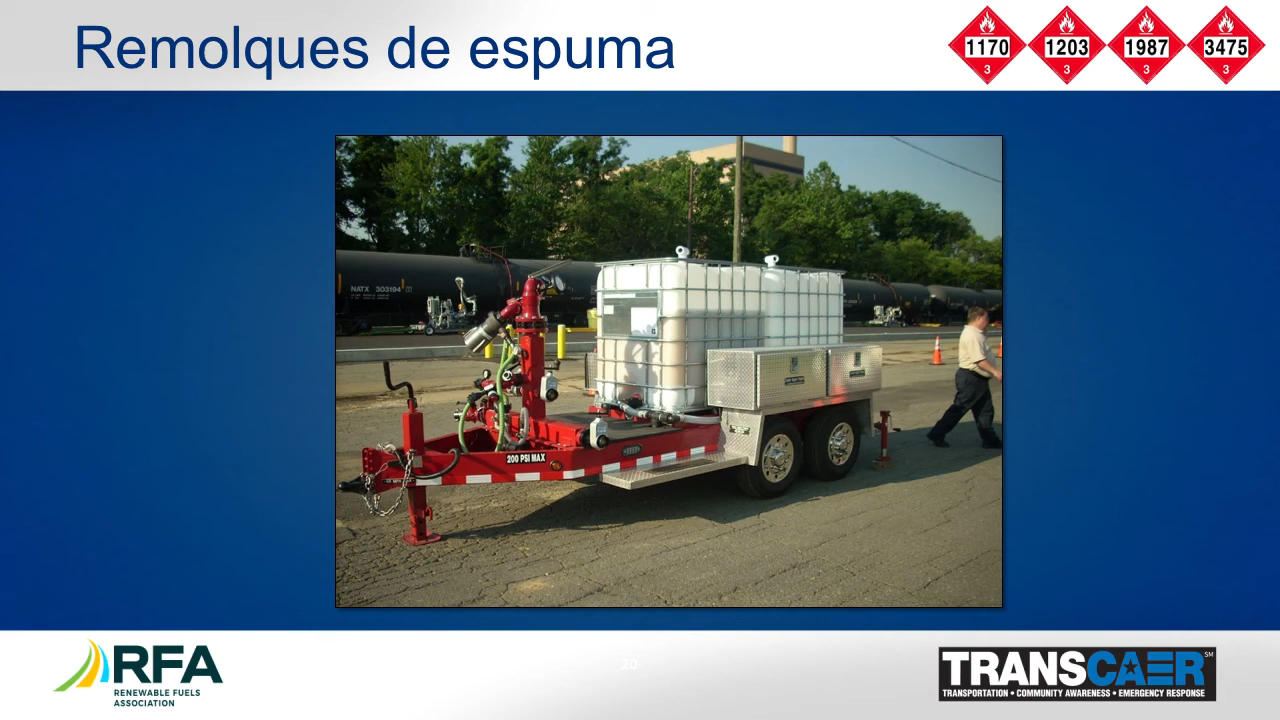 Remolques de espuma
1170
3
1203
3
1987
3
3475
3
NATX 303194
200 PSI MAX
RFA
RENEWABLE FUELS
ASSOCIATION
20
TRANSCAER SM
TRANSPORTATION • COMMUNITY AWARENESS • EMERGENCY RESPONSE